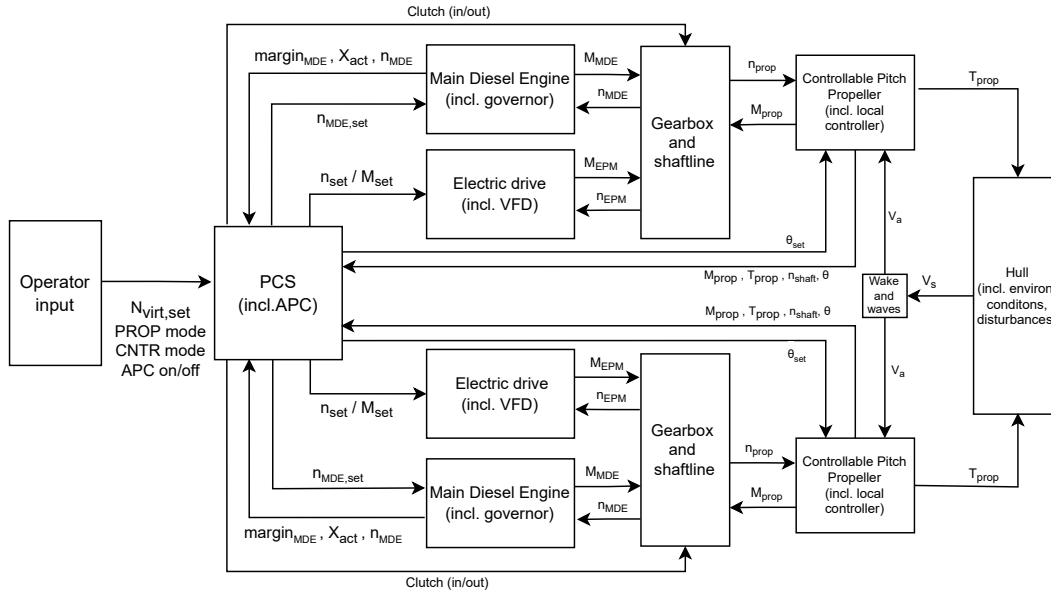 Clutch (in/out)
margin_MDE , X_act , n_MDE
n_MDE,set
Main Diesel Engine
(incl. governor)
M_MDE
n_MDE
Gearbox
and
shaftline
n_prop
M_prop
Controllable Pitch
Propeller
(incl. local
controller)
T_prop
n_set / M_set
Electric drive
(incl. VFD)
M_EPM
n_EPM
θ_set
M_prop , T_prop , n_shaft, θ
V_a
Operator
input
N_virt,set
PROP mode
CNTR mode
APC on/off
PCS
(incl.APC)
Wake and
waves
V_s
Hull
(incl. environ
conditons,
disturbances)
M_prop , T_prop , n_shaft, θ
θ_set
V_a
n_set / M_set
Electric drive
(incl. VFD)
M_EPM
n_EPM
Gearbox
and
shaftline
n_prop
M_prop
Controllable Pitch
Propeller
(incl. local
controller)
T_prop
n_MDE,set
Main Diesel Engine
(incl. governor)
M_MDE
n_MDE
margin_MDE , X_act , n_MDE
Clutch (in/out)